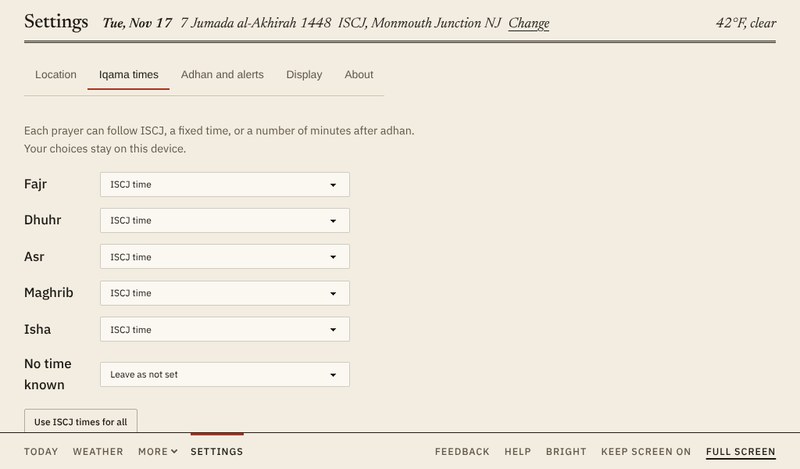 Settings Tue, Nov 17 7 Jumada al-Akhirah 1448 ISCJ, Monmouth Junction NJ Change 42°F, clear
Location Iqama times Adhan and alerts Display About
Each prayer can follow ISCJ, a fixed time, or a number of minutes after adhan.
Your choices stay on this device.
Fajr ISCJ time
Dhuhr ISCJ time
Asr ISCJ time
Maghrib ISCJ time
Isha ISCJ time
No time
known
Leave as not set
Use ISCJ times for all
TODAY WEATHER MORE SETTINGS FEEDBACK HELP BRIGHT KEEP SCREEN ON FULL SCREEN